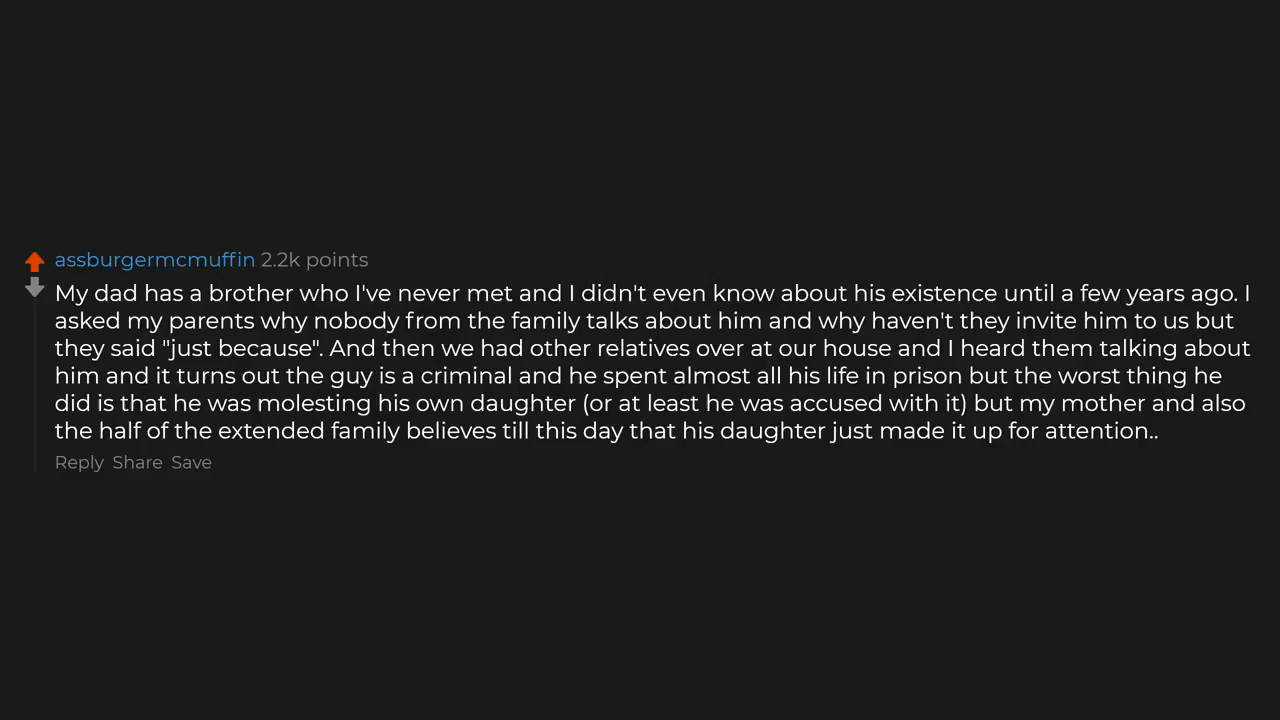 assburgermcmuffin 2.2k points
My dad has a brother who I've never met and I didn't even know about his existence until a few years ago. I
asked my parents why nobody from the family talks about him and why haven't they invite him to us but
they said "just because". And then we had other relatives over at our house and I heard them talking about
him and it turns out the guy is a criminal and he spent almost all his life in prison but the worst thing he
did is that he was molesting his own daughter (or at least he was accused with it) but my mother and also
the half of the extended family believes till this day that his daughter just made it up for attention..
Reply Share Save